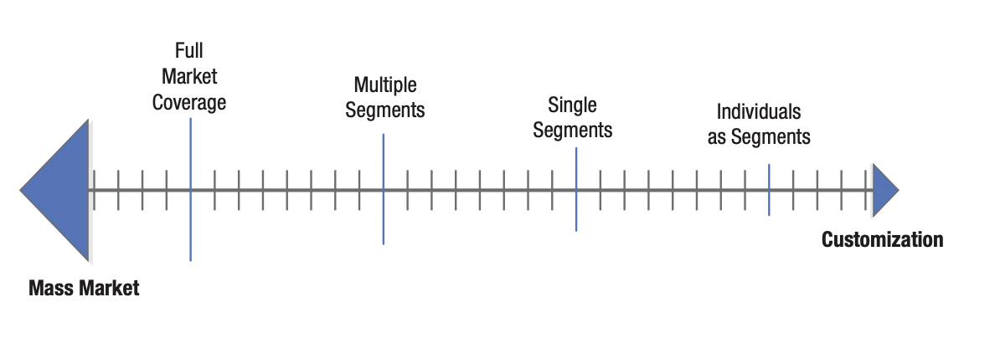 Full
Market
Coverage
Multiple
Segments
Single
Segments
Individuals
as Segments
Customization
Mass Market